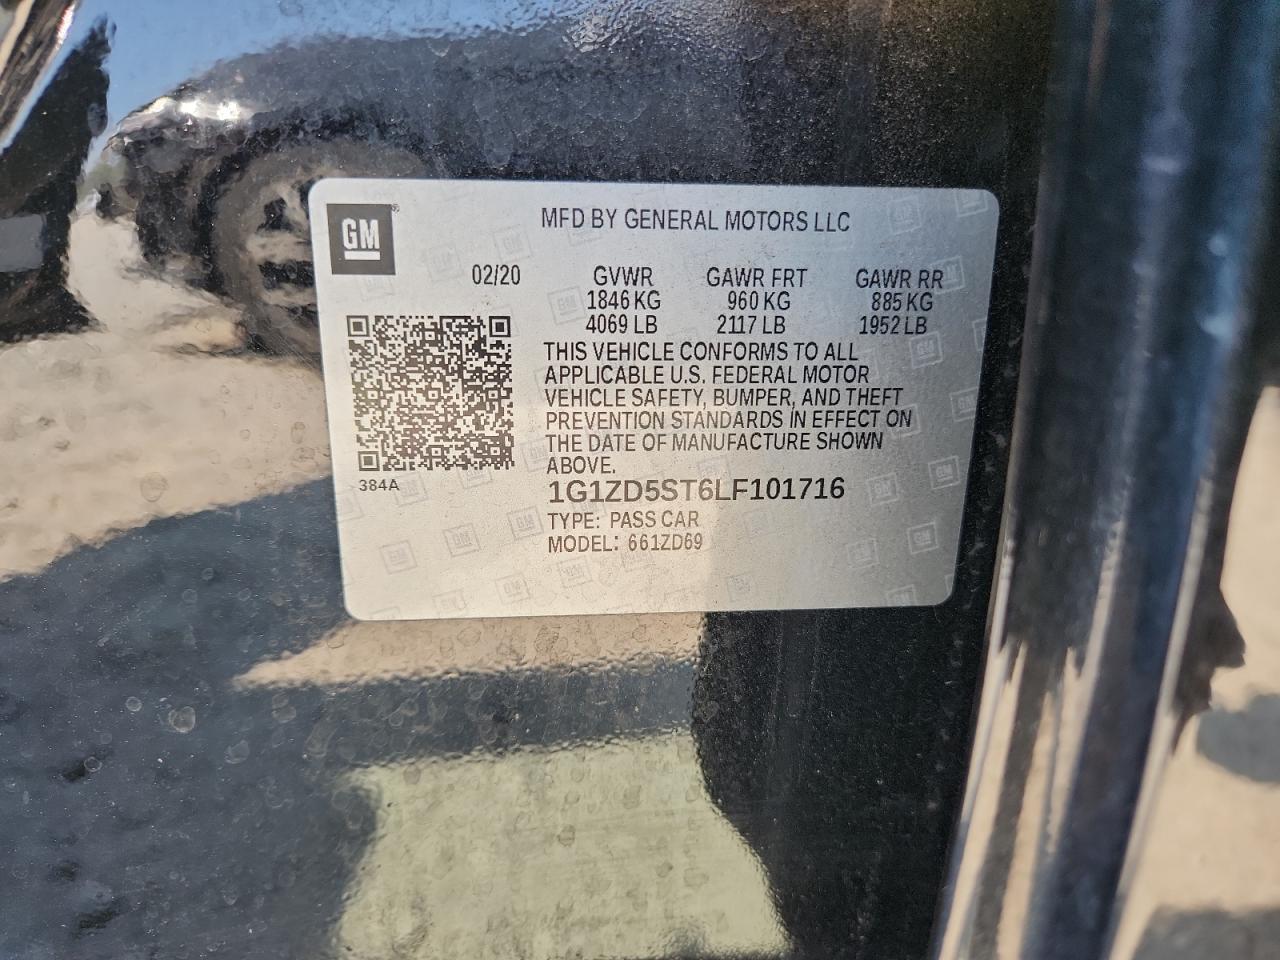 GM
MFD BY GENERAL MOTORS LLC
02/20 GVWR GAWR FRT GAWR RR
1846 KG 960 KG 885 KG
4069 LB 2117 LB 1952 LB
THIS VEHICLE CONFORMS TO ALL
APPLICABLE U.S. FEDERAL MOTOR
VEHICLE SAFETY, BUMPER, AND THEFT
PREVENTION STANDARDS IN EFFECT ON
THE DATE OF MANUFACTURE SHOWN
ABOVE.
384A
1G1ZD5ST6LF101716
TYPE: PASS CAR
MODEL: 661ZD69